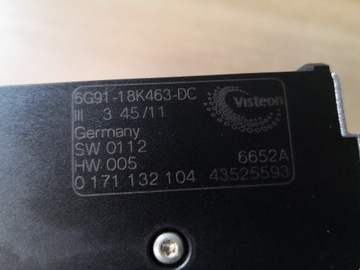 6G91-18K463-DC
Visteon
III 3 45/11
Germany
SW 0112
HW 005 6652A
0 171 132 104 43525593